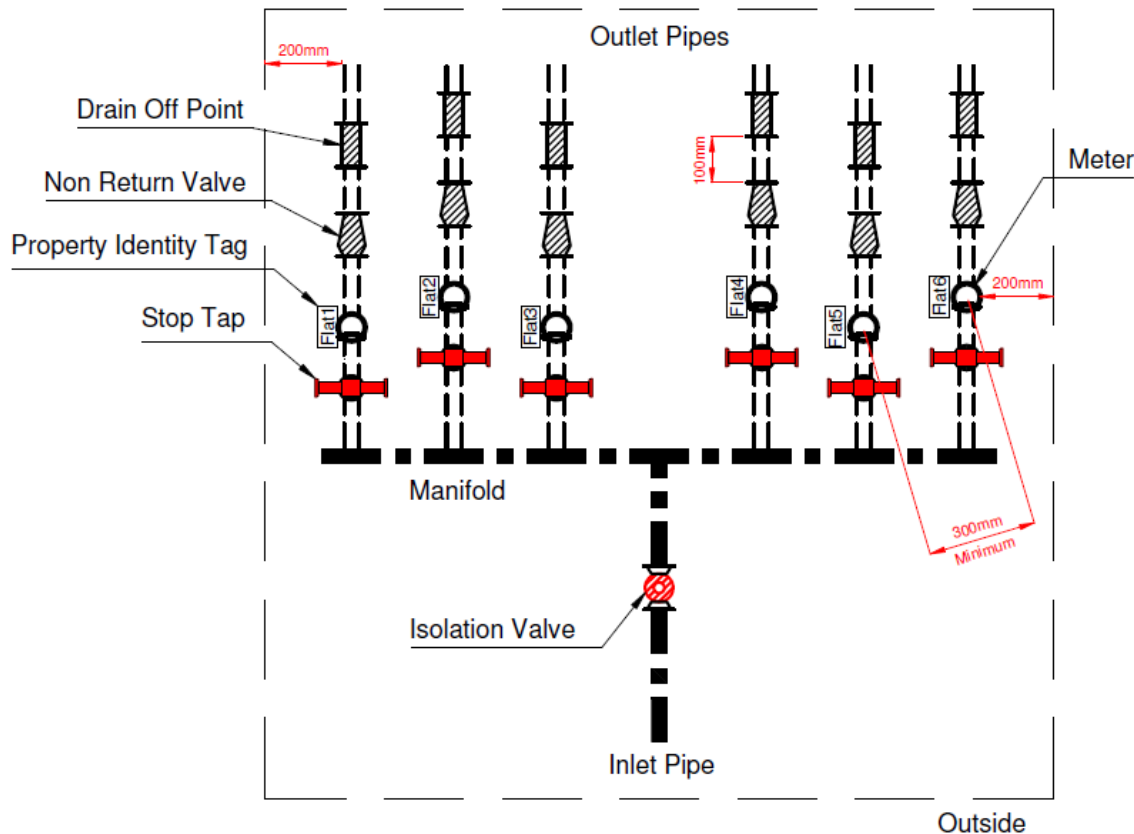 Outlet Pipes
200mm
Drain Off Point
100mm
Meter
Non Return Valve
Property Identity Tag
Flat1
Flat2
Flat3
Flat4
Flat5
Flat6
200mm
Stop Tap
Manifold
300mm
Minimum
Isolation Valve
Inlet Pipe
Outside